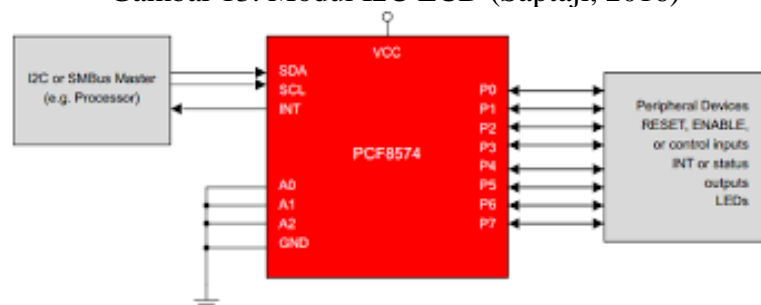 Gambar 13. Modul I2C LCD (Saptaji, 2016)
VCC
I2C or SMBus Master
(e.g. Processor)
SDA
SCL
INT
PCF8574
A0
A1
A2
GND
P0
P1
P2
P3
P4
P5
P6
P7
Peripheral Devices
RESET, ENABLE,
or control inputs
INT or status
outputs
LEDs